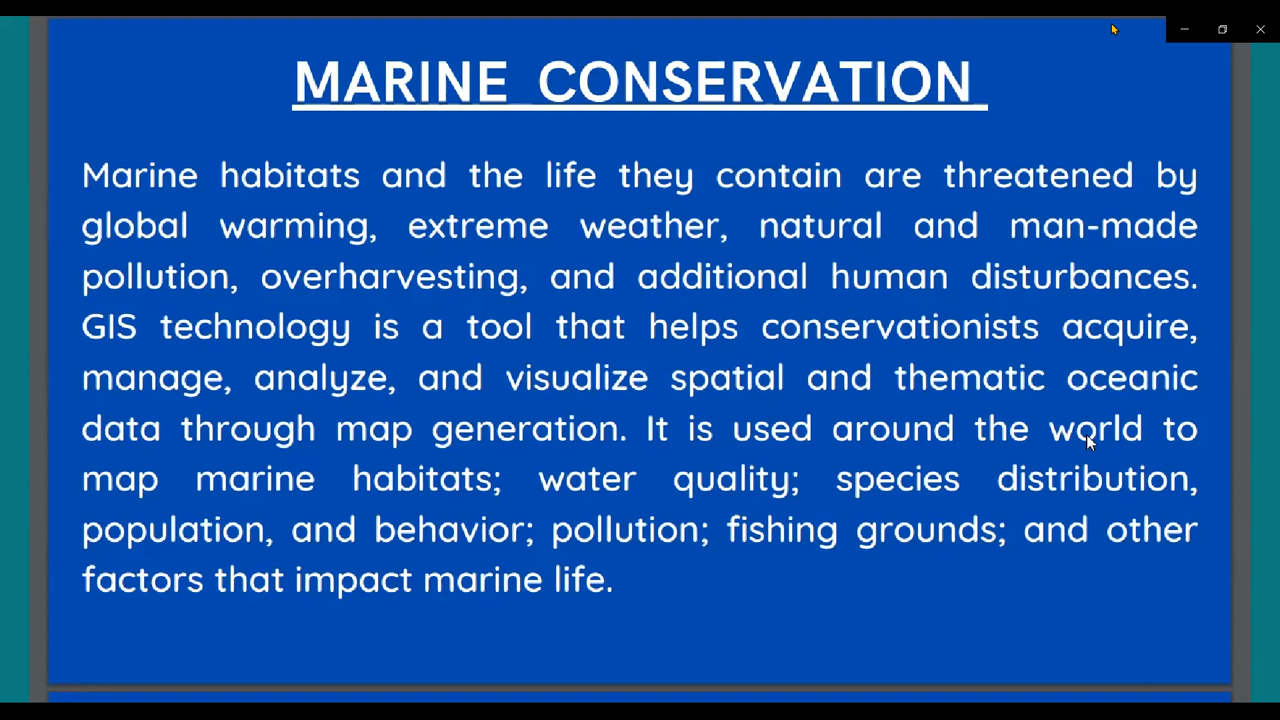 MARINE CONSERVATION
Marine habitats and the life they contain are threatened by
global warming, extreme weather, natural and man-made
pollution, overharvesting, and additional human disturbances.
GIS technology is a tool that helps conservationists acquire,
manage, analyze, and visualize spatial and thematic oceanic
data through map generation. It is used around the world to
map marine habitats; water quality; species distribution,
population, and behavior; pollution; fishing grounds; and other
factors that impact marine life.